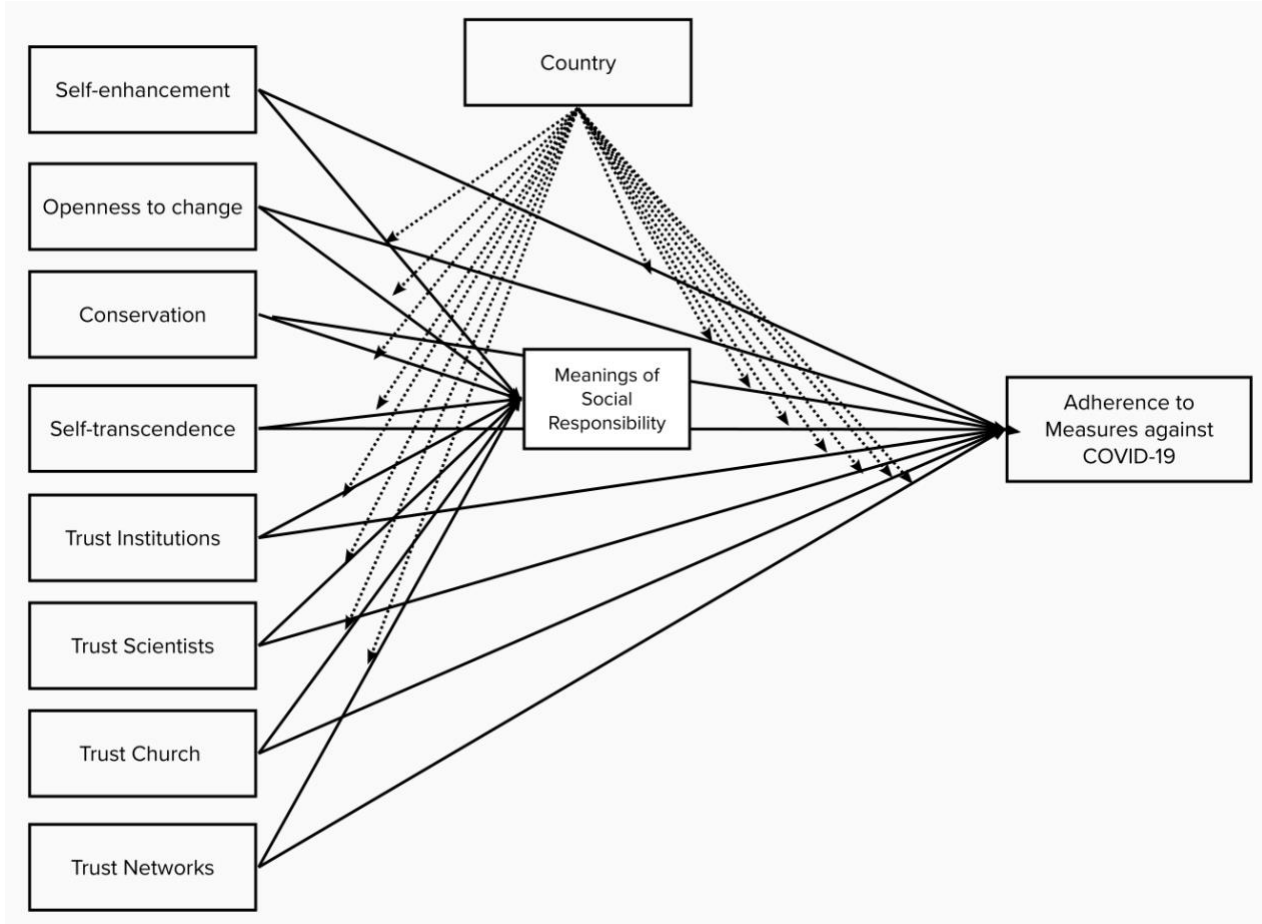 Country
Self-enhancement
Openness to change
Conservation
Self-transcendence
Trust Institutions
Trust Scientists
Trust Church
Trust Networks
Meanings of
Social
Responsibility
Adherence to
Measures against
COVID-19